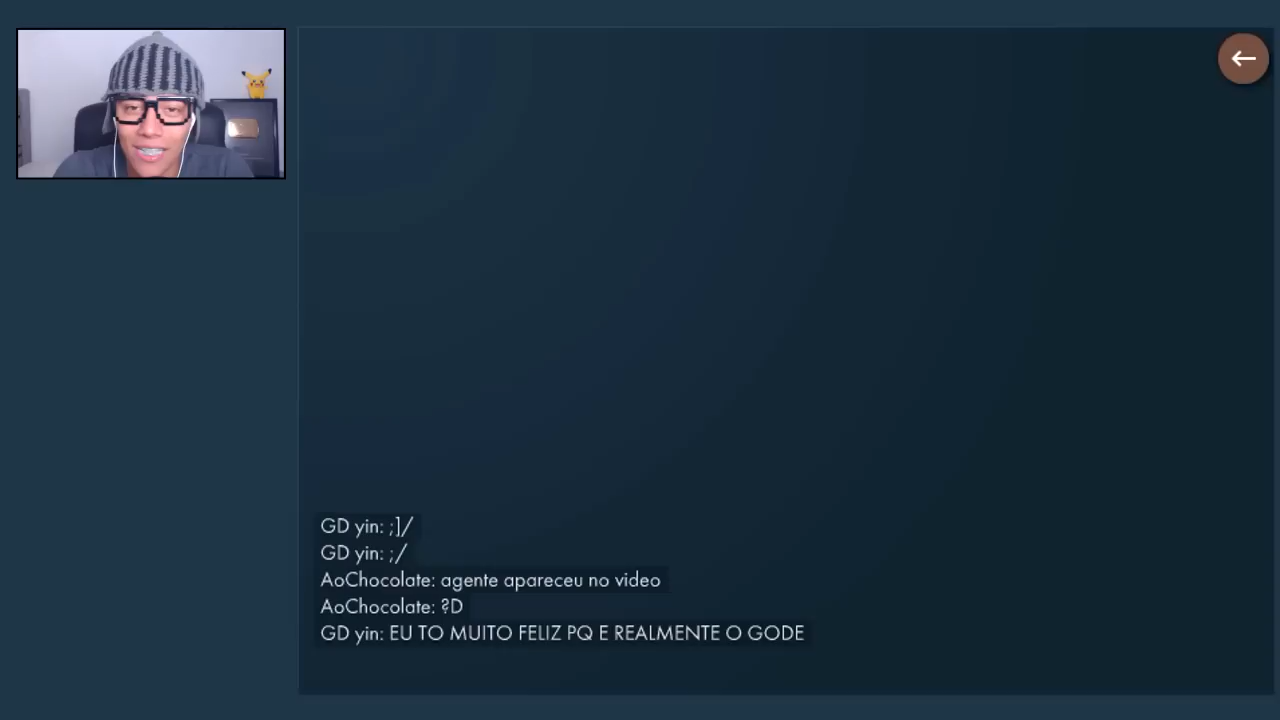 GD yin: ;]/
GD yin: ;/
AoChocolate: agente apareceu no video
AoChocolate: ?D
GD yin: EU TO MUITO FELIZ PQ E REALMENTE O GODE